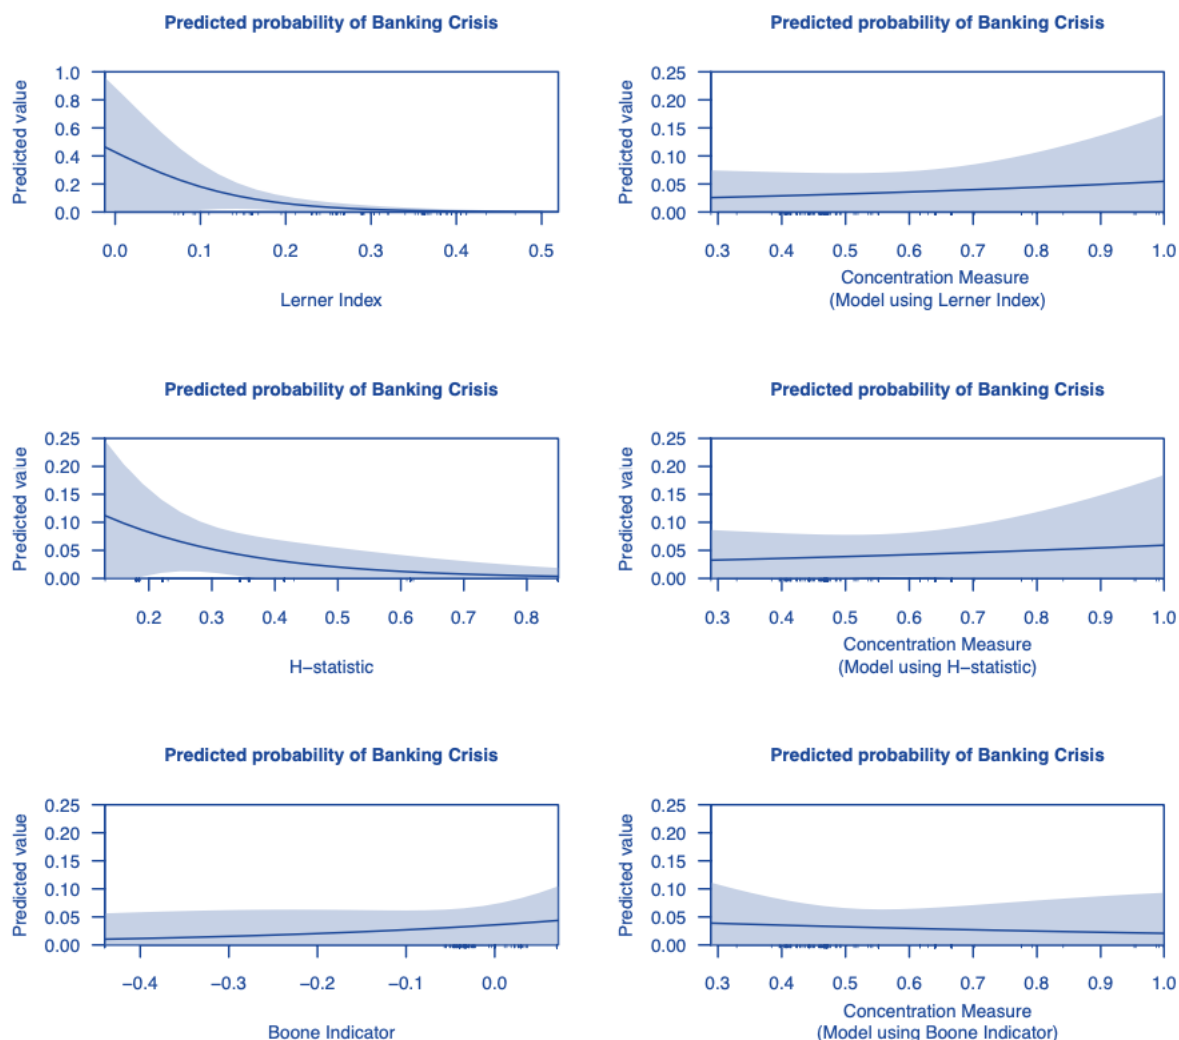 Predicted probability of Banking Crisis
Predicted value
1.0
0.8
0.6
0.4
0.2
0.0
0.0 0.1 0.2 0.3 0.4 0.5
Lerner Index
Predicted probability of Banking Crisis
Predicted value
0.25
0.20
0.15
0.10
0.05
0.00
0.3 0.4 0.5 0.6 0.7 0.8 0.9 1.0
Concentration Measure
(Model using Lerner Index)
Predicted probability of Banking Crisis
Predicted value
0.25
0.20
0.15
0.10
0.05
0.00
0.2 0.3 0.4 0.5 0.6 0.7 0.8
H−statistic
Predicted probability of Banking Crisis
Predicted value
0.25
0.20
0.15
0.10
0.05
0.00
0.3 0.4 0.5 0.6 0.7 0.8 0.9 1.0
Concentration Measure
(Model using H−statistic)
Predicted probability of Banking Crisis
Predicted value
0.25
0.20
0.15
0.10
0.05
0.00
−0.4 −0.3 −0.2 −0.1 0.0
Boone Indicator
Predicted probability of Banking Crisis
Predicted value
0.25
0.20
0.15
0.10
0.05
0.00
0.3 0.4 0.5 0.6 0.7 0.8 0.9 1.0
Concentration Measure
(Model using Boone Indicator)